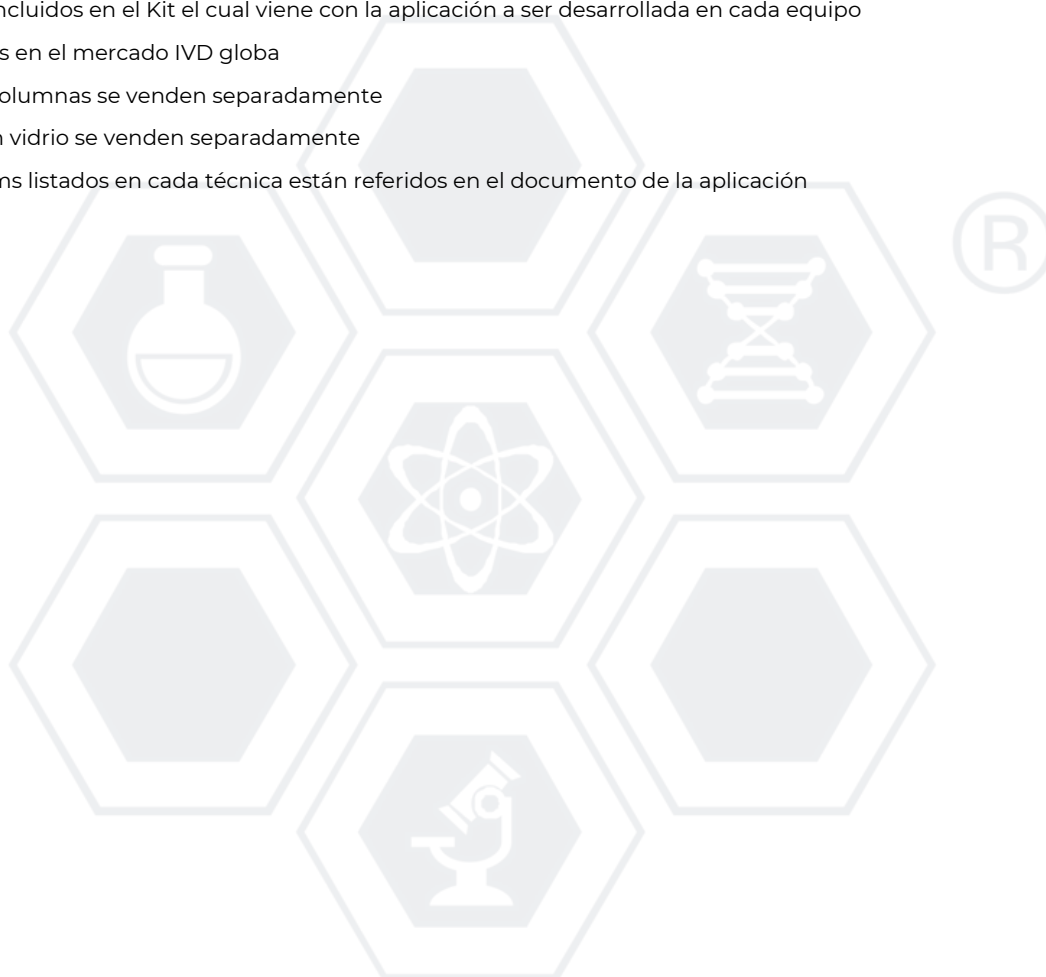 ncluidos en el Kit el cual viene con la aplicación a ser desarrollada en cada equipo
s en el mercado IVD globa
olumnas se venden separadamente
n vidrio se venden separadamente
ms listados en cada técnica están referidos en el documento de la aplicación
®